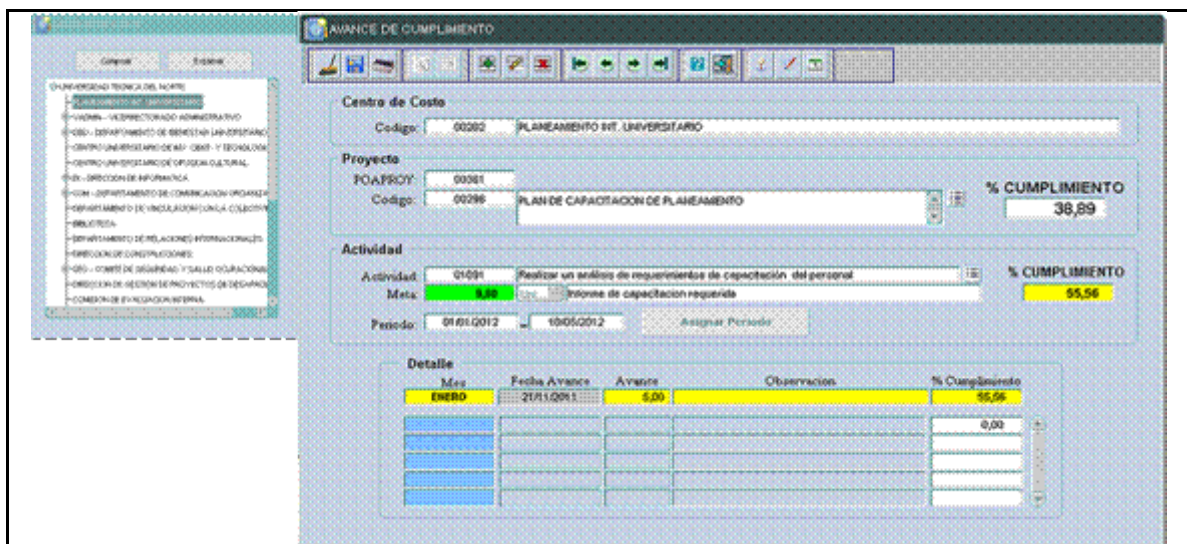 AVANCE DE CUMPLIMIENTO
UNIVERSIDAD TECNICA DEL NORTE
PLANEAMIENTO INT. UNIVERSITARIO
VADMIN - VICERRECTORADO ADMINISTRATIVO
DBU - DEPARTAMENTO DE BIENESTAR UNIVERSITARIO
CENTRO UNIVERSITARIO DE DIFUSION CULTURAL
DI - DIRECCION DE INFORMATICA
BIBLIOTECA
DEPARTAMENTO DE RELACIONES INTERNACIONALES
DIRECCION DE CONSTRUCCIONES
COMISION DE EVALUACION INTERNA
Centro de Costo
Codigo: 00202 PLANEAMIENTO INT. UNIVERSITARIO
Proyecto
POAPROY: 00361
Codigo: 00296 PLAN DE CAPACITACION DE PLANEAMIENTO
% CUMPLIMIENTO
38,89
Actividad
Actividad: 01091 Realizar un análisis de requerimientos de capacitación del personal
% CUMPLIMIENTO
Meta: 9,00 Informe de capacitacion requerida
55,56
Periodo: 01/01/2012 - 10/05/2012 Asignar Periodo
Detalle
Mes Fecha Avance Avance Observacion % Cumplimiento
ENERO 21/11/2011 5,00 55,56
0,00